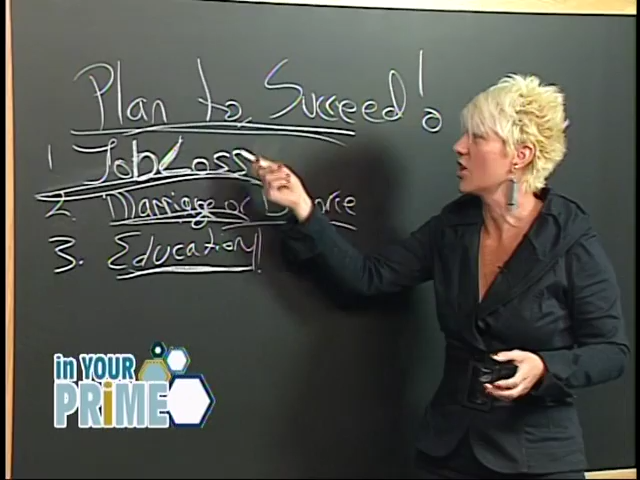 Plan to Succeed!
1 Job Loss
2. Marriage or Divorce
3. Education
in YOUR
PRiME